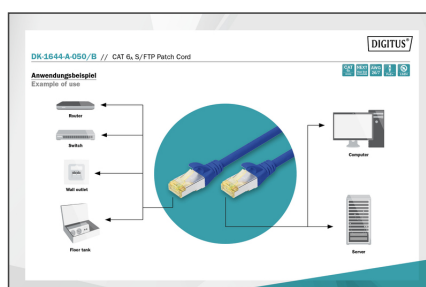 DIGITUS®
DK-1644-A-050/B // CAT 6A S/FTP Patch Cord
Anwendungsbeispiel
Example of use
CAT
Router
Switch
Wall outlet
Floor tank
Computer
Server